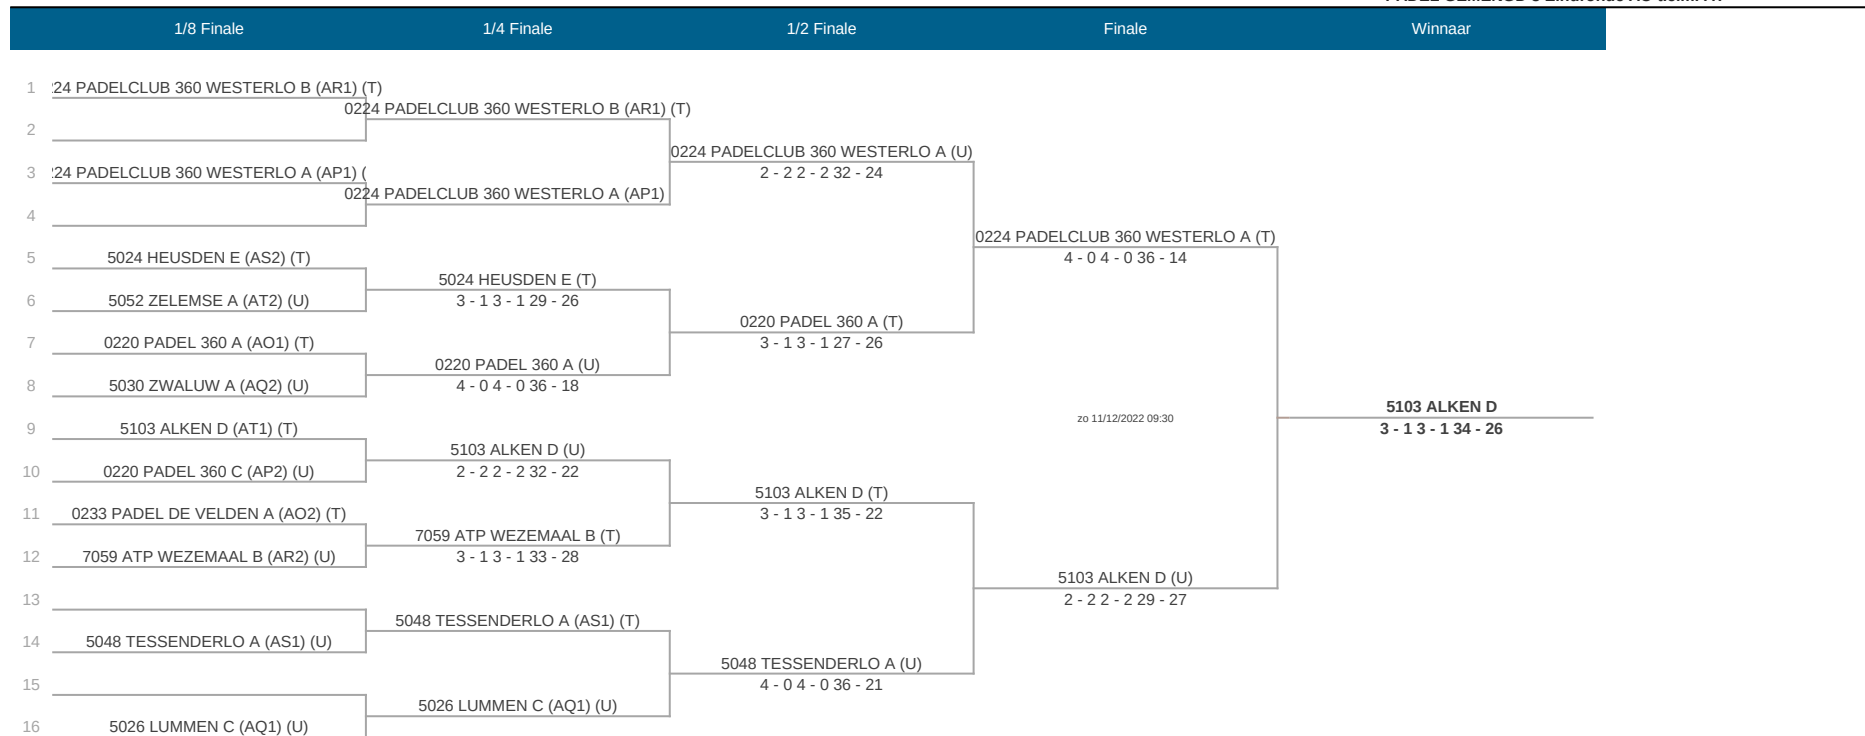 1/8 Finale 1/4 Finale 1/2 Finale Finale Winnaar
1 24 PADELCLUB 360 WESTERLO B (AR1) (T)
0224 PADELCLUB 360 WESTERLO B (AR1) (T)
2
0224 PADELCLUB 360 WESTERLO A (U)
3 24 PADELCLUB 360 WESTERLO A (AP1) (
2 - 2 2 - 2 32 - 24
0224 PADELCLUB 360 WESTERLO A (AP1)
4
0224 PADELCLUB 360 WESTERLO A (T)
5 5024 HEUSDEN E (AS2) (T)
4 - 0 4 - 0 36 - 14
5024 HEUSDEN E (T)
6 5052 ZELEMSE A (AT2) (U)
3 - 1 3 - 1 29 - 26
0220 PADEL 360 A (T)
7 0220 PADEL 360 A (AO1) (T)
3 - 1 3 - 1 27 - 26
0220 PADEL 360 A (U)
8 5030 ZWALUW A (AQ2) (U)
4 - 0 4 - 0 36 - 18
5103 ALKEN D
zo 11/12/2022 09:30
9 5103 ALKEN D (AT1) (T)
3 - 1 3 - 1 34 - 26
5103 ALKEN D (U)
10 0220 PADEL 360 C (AP2) (U)
2 - 2 2 - 2 32 - 22
5103 ALKEN D (T)
11 0233 PADEL DE VELDEN A (AO2) (T)
3 - 1 3 - 1 35 - 22
7059 ATP WEZEMAAL B (T)
12 7059 ATP WEZEMAAL B (AR2) (U)
3 - 1 3 - 1 33 - 28
5103 ALKEN D (U)
13
2 - 2 2 - 2 29 - 27
5048 TESSENDERLO A (AS1) (T)
14 5048 TESSENDERLO A (AS1) (U)
5048 TESSENDERLO A (U)
15
4 - 0 4 - 0 36 - 21
5026 LUMMEN C (AQ1) (U)
16 5026 LUMMEN C (AQ1) (U)